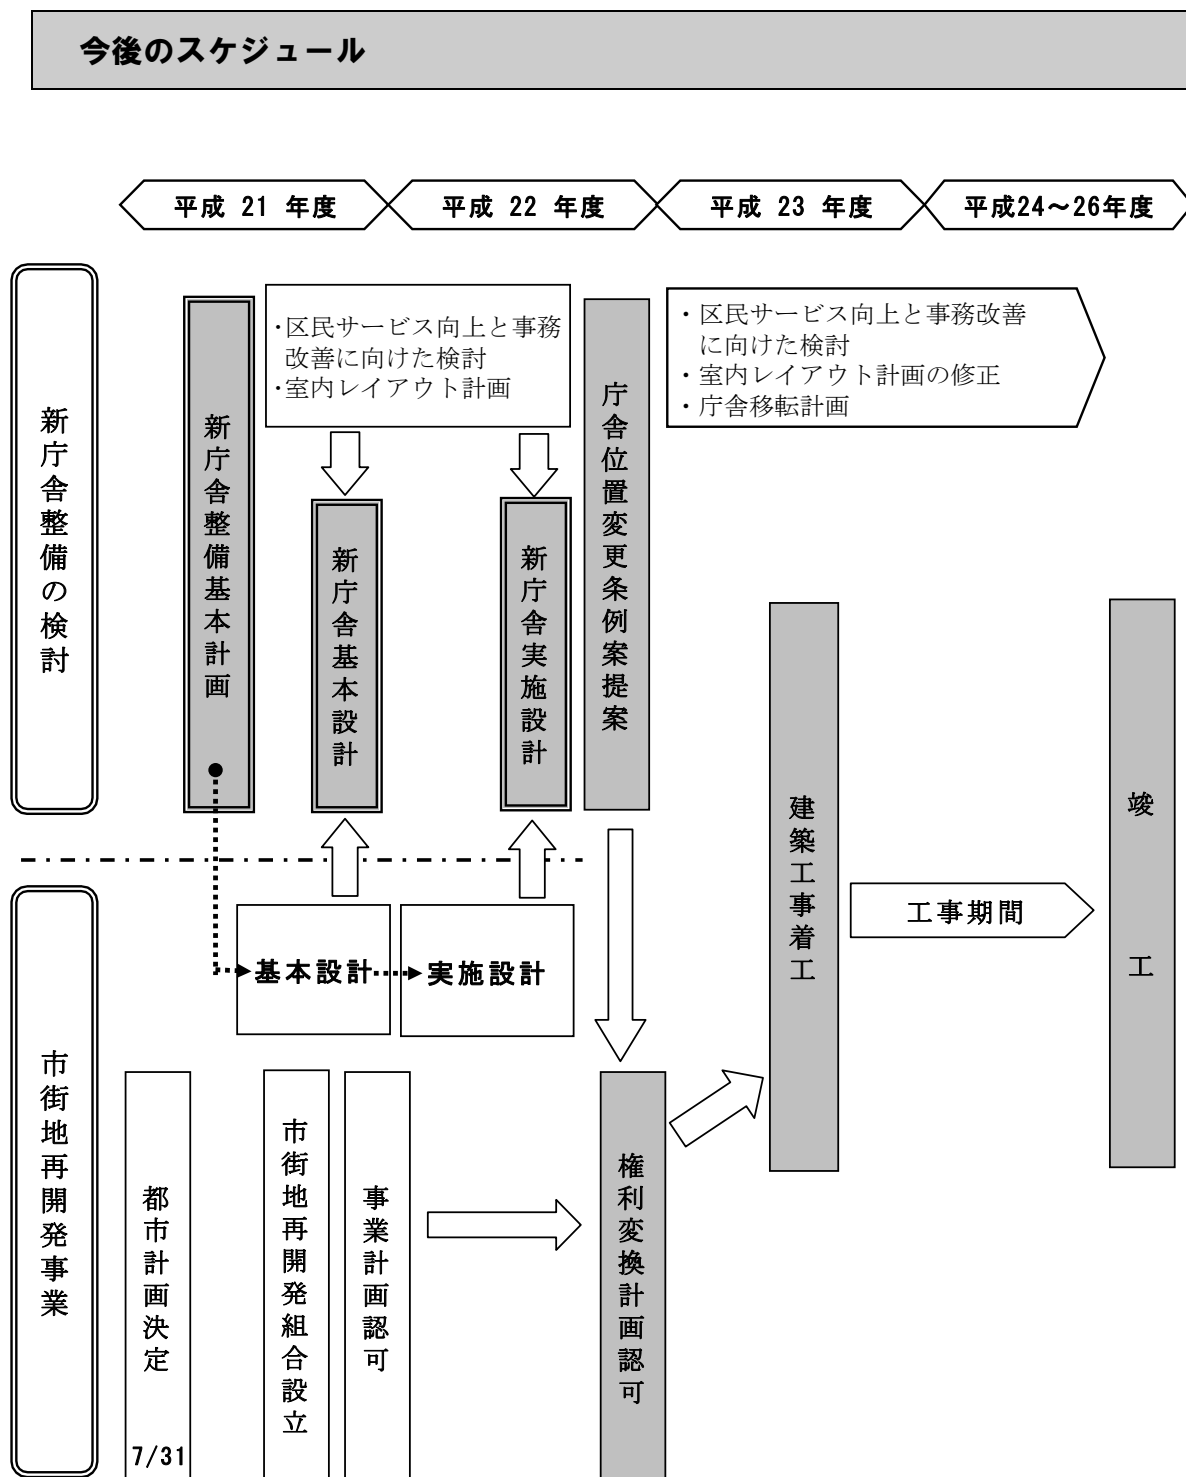 今後のスケジュール
平成 21 年度
平成 22 年度
平成 23 年度
平成24～26年度
新庁舎整備の検討
新庁舎整備基本計画
・区民サービス向上と事務
改善に向けた検討
・室内レイアウト計画
新庁舎基本設計
新庁舎実施設計
庁舎位置変更条例案提案
・区民サービス向上と事務改善
に向けた検討
・室内レイアウト計画の修正
・庁舎移転計画
建築工事着工
工事期間
竣工
市街地再開発事業
基本設計
実施設計
都市計画決定
7/31
市街地再開発組合設立
事業計画認可
権利変換計画認可